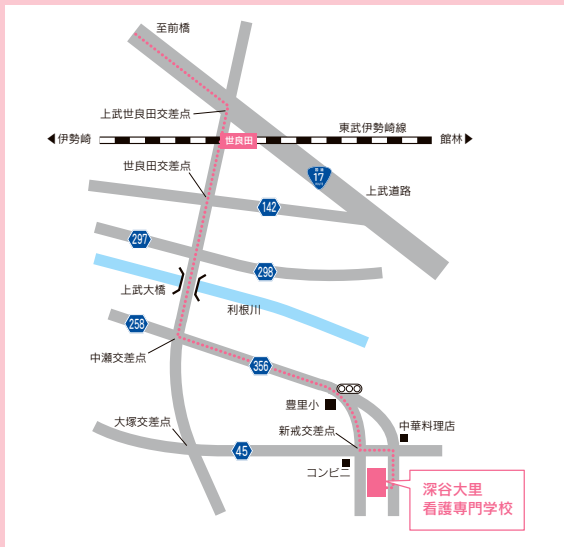 至前橋
上武世良田交差点
東武伊勢崎線
伊勢崎
世良田
館林
世良田交差点
国道
17
上武道路
142
297
298
上武大橋
利根川
258
中瀬交差点
356
豊里小
大塚交差点
新戒交差点
中華料理店
45
コンビニ
深谷大里
看護専門学校